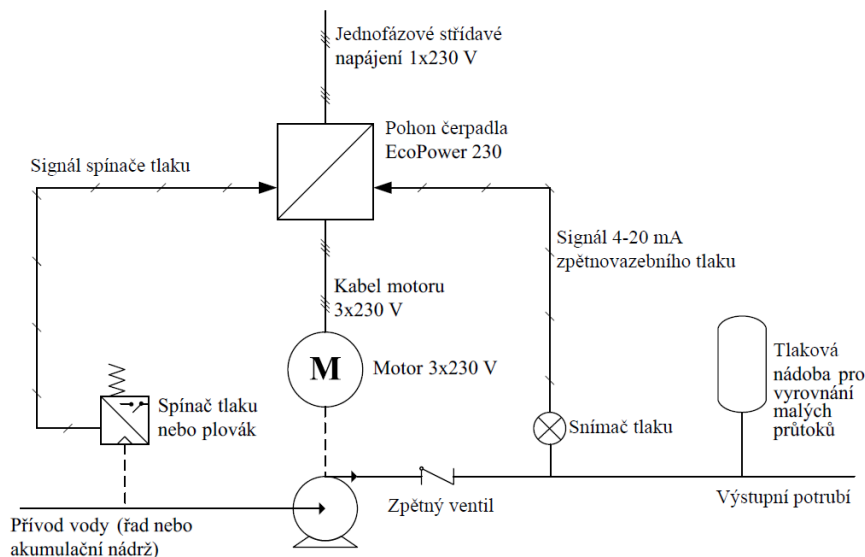 Jednofázové střídavé
napájení 1x230 V
Pohon čerpadla
EcoPower 230
Signál spínače tlaku
Signál 4-20 mA
zpětnovazebního tlaku
Kabel motoru
3x230 V
M
Motor 3x230 V
Tlaková
nádoba pro
vyrovnání
malých
průtoků
Spínač tlaku
nebo plovák
Snímač tlaku
Zpětný ventil
Výstupní potrubí
Přívod vody (řad nebo
akumulační nádrž)